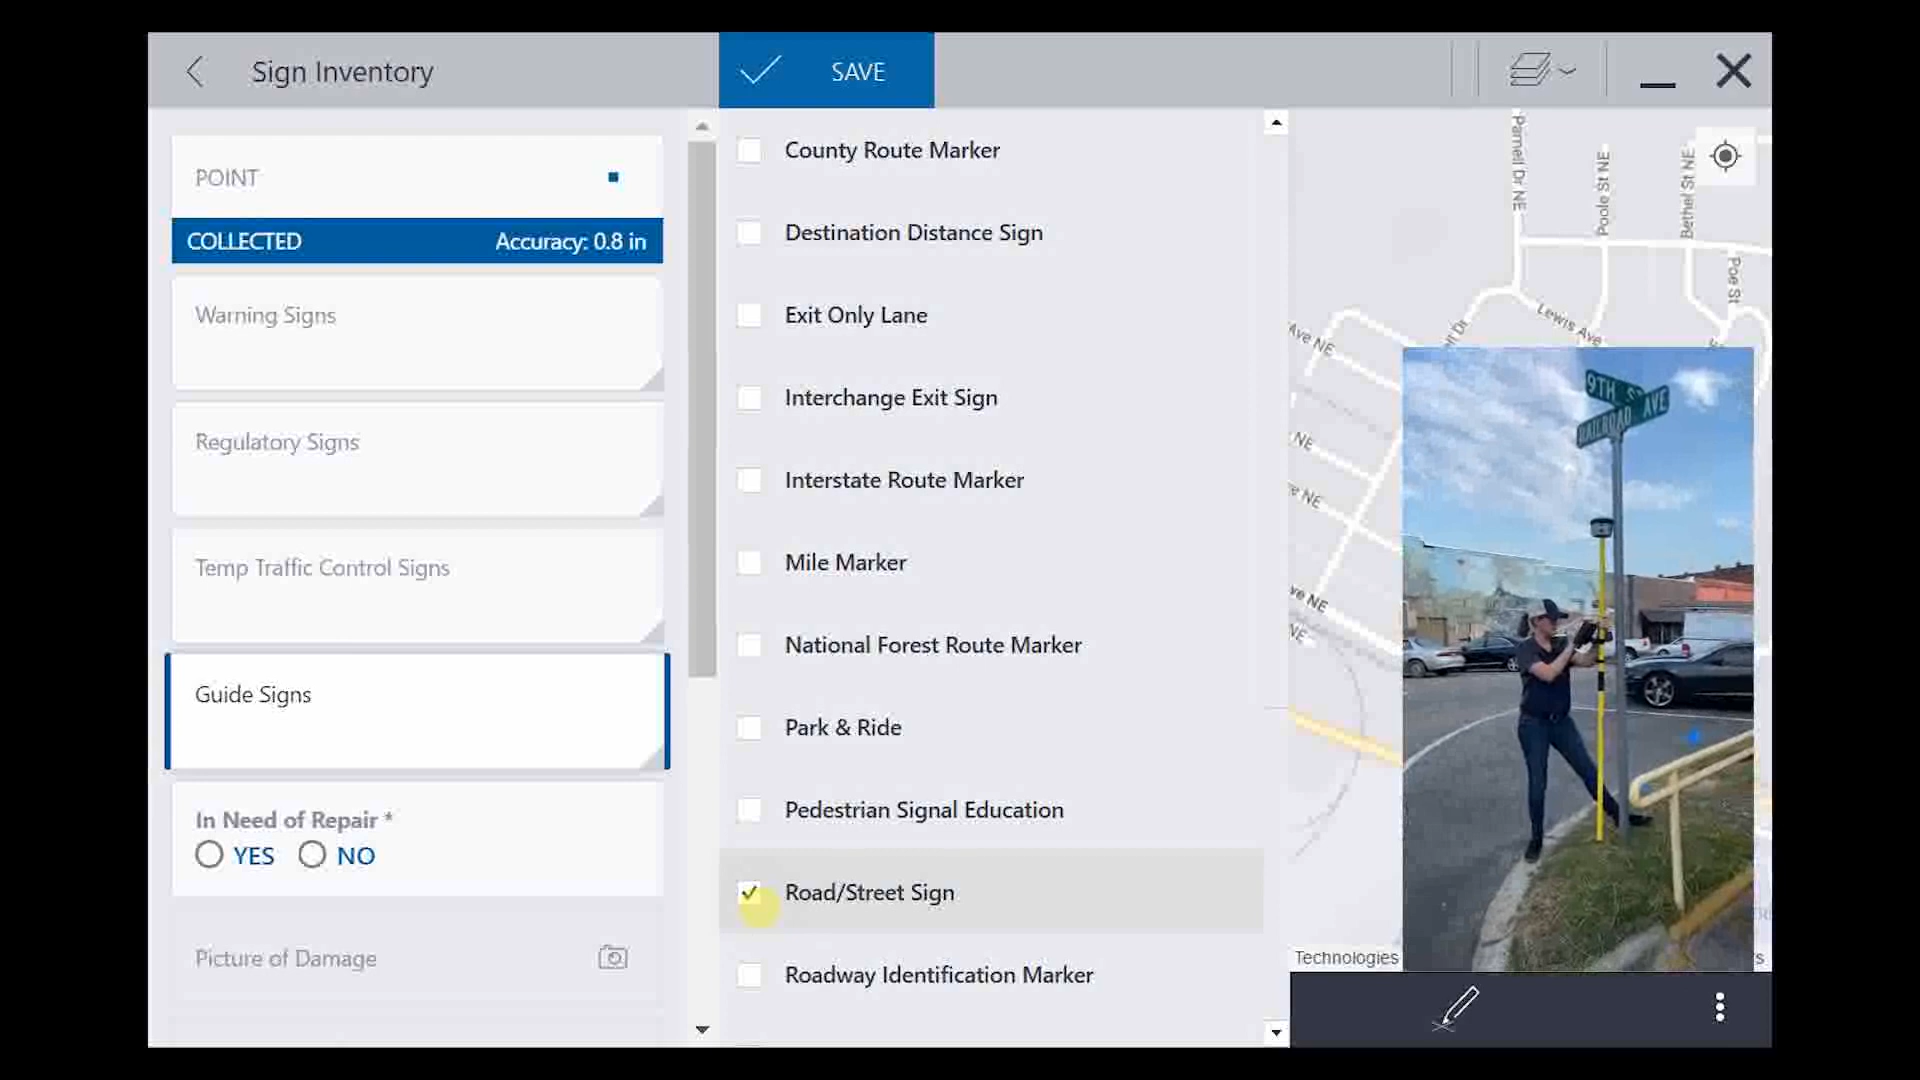 Sign Inventory
SAVE
POINT
COLLECTED
Accuracy: 0.8 in
Warning Signs
Regulatory Signs
Temp Traffic Control Signs
Guide Signs
In Need of Repair *
YES
NO
Picture of Damage
County Route Marker
Destination Distance Sign
Exit Only Lane
Interchange Exit Sign
Interstate Route Marker
Mile Marker
National Forest Route Marker
Park & Ride
Pedestrian Signal Education
Road/Street Sign
Roadway Identification Marker
Parnell Dr NE
Poole St NE
Bethel St NE
Poe St
Lewis Ave
Ave NE
NE
NE
ve NE
9TH
RAILROAD AVE
Technologies